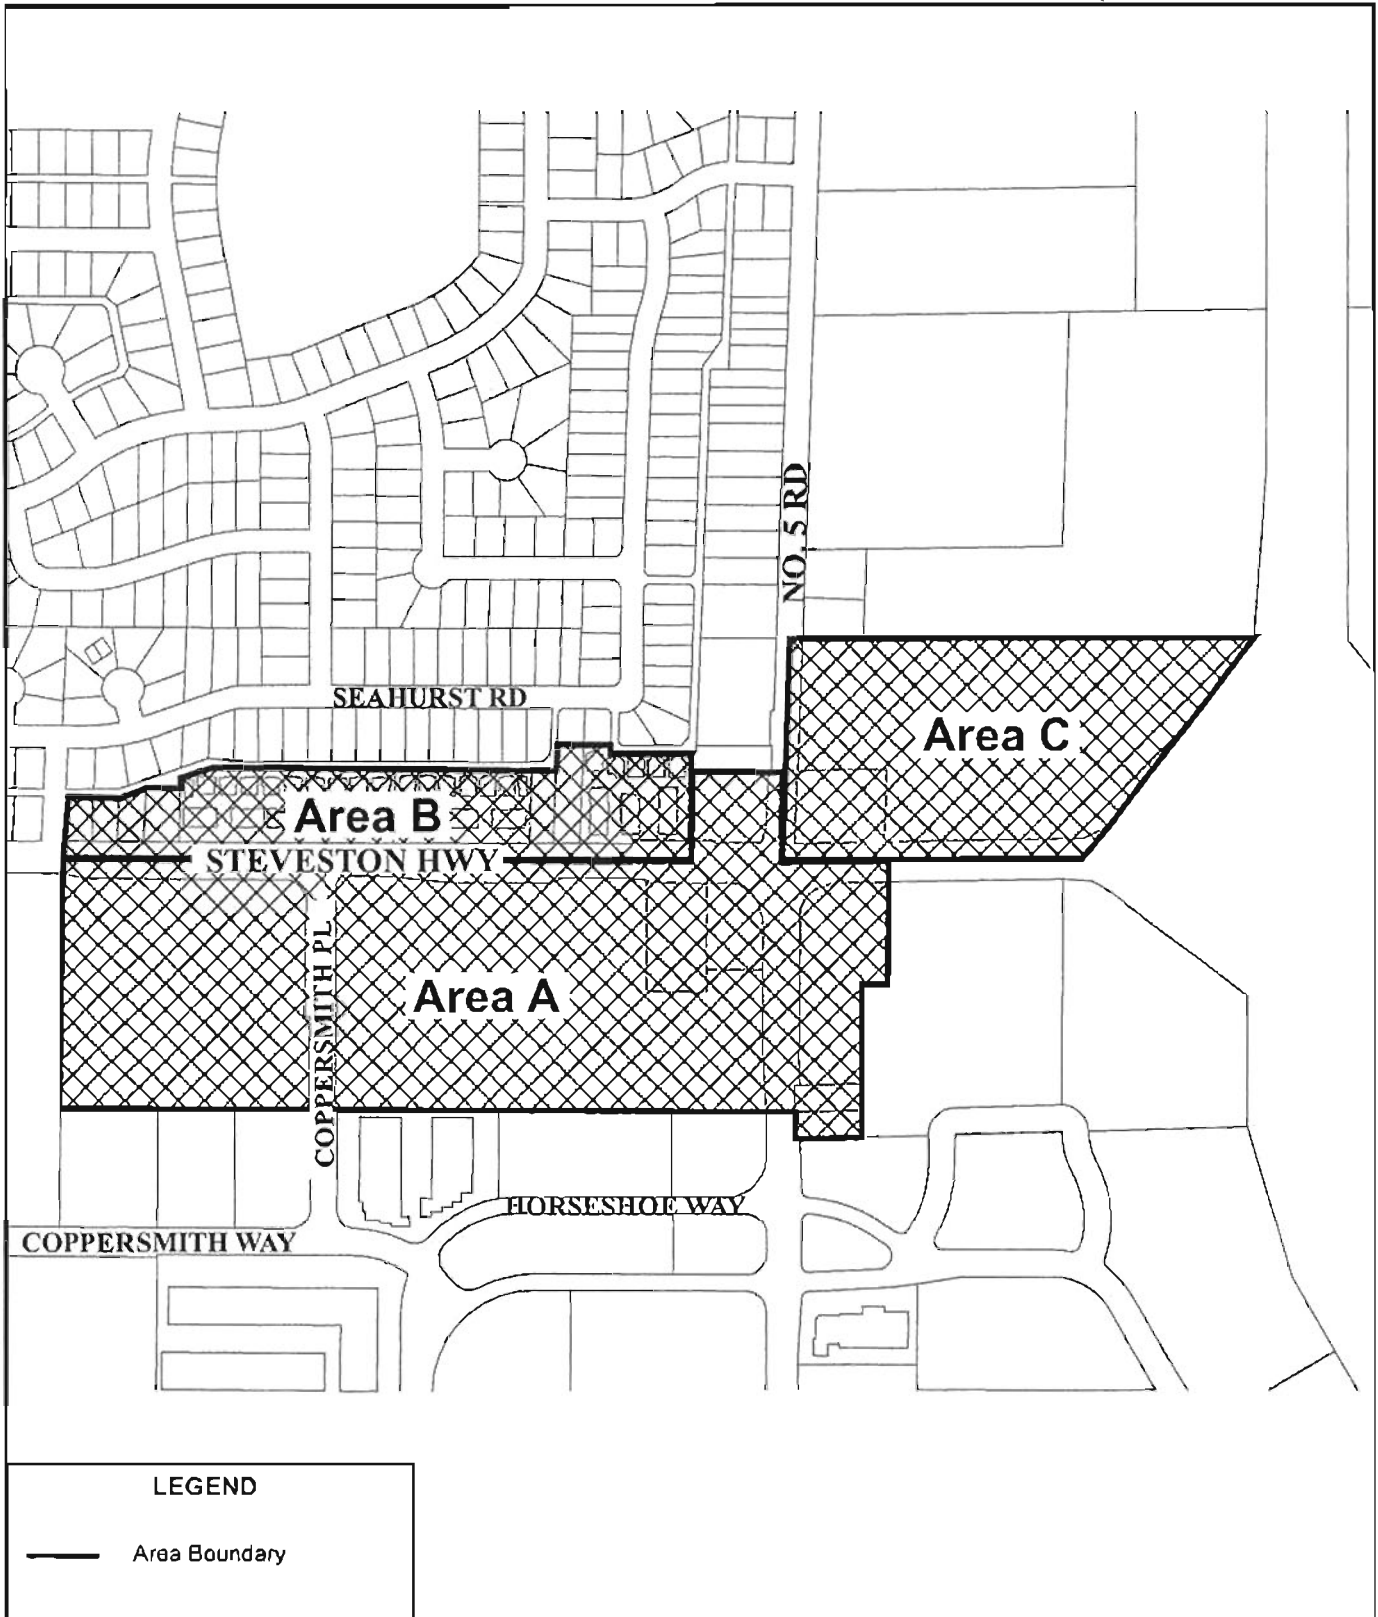 NO. 5 RD
SEAHURST RD
Area C
Area B
STEVESTON HWY
COPPERSMITH PL
Area A
HORSESHOE WAY
COPPERSMITH WAY
LEGEND
Area Boundary